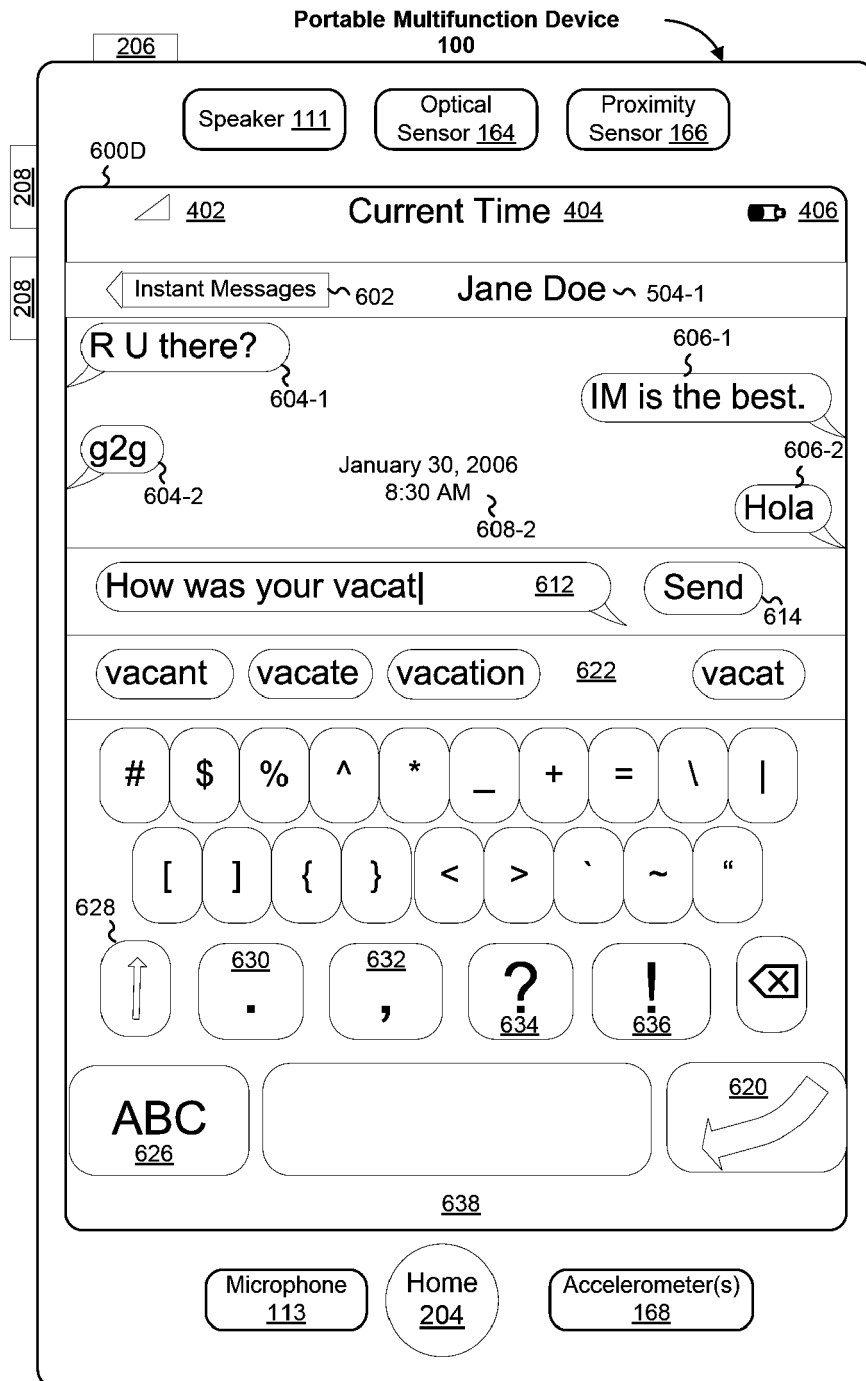 Portable Multifunction Device
100
206
Speaker 111
Optical
Sensor 164
Proximity
Sensor 166
600D
208
208
402
Current Time 404
406
Instant Messages
602
Jane Doe
504-1
R U there?
604-1
606-1
IM is the best.
g2g
604-2
January 30, 2006
8:30 AM
608-2
606-2
Hola
How was your vacat|
612
Send
614
vacant vacate vacation 622 vacat
# $ % ^ * _ + = \ |
[ ] { } < > ` ~ “
628
630
.
632
,
?
634
!
636
ABC
626
620
638
Microphone
113
Home
204
Accelerometer(s)
168